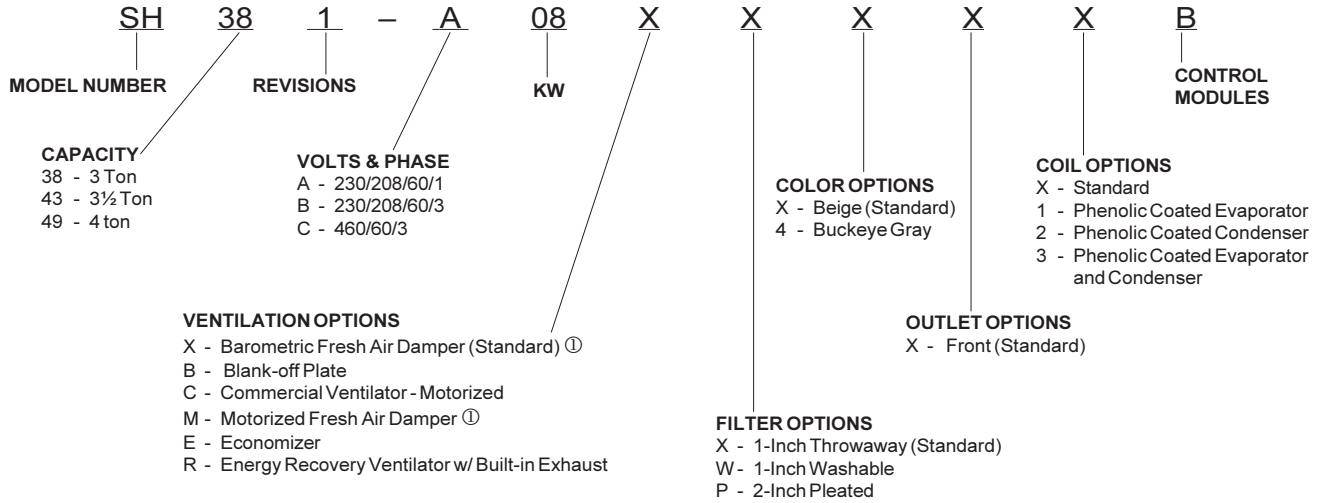 SH 38 1 – A 08 X X X X X B
MODEL NUMBER
REVISIONS
KW
CONTROL
MODULES
CAPACITY
38 - 3 Ton
43 - 3½ Ton
49 - 4 ton
VOLTS & PHASE
A - 230/208/60/1
B - 230/208/60/3
C - 460/60/3
COLOR OPTIONS
X - Beige (Standard)
4 - Buckeye Gray
COIL OPTIONS
X - Standard
1 - Phenolic Coated Evaporator
2 - Phenolic Coated Condenser
3 - Phenolic Coated Evaporator
and Condenser
VENTILATION OPTIONS
X - Barometric Fresh Air Damper (Standard) ①
B - Blank-off Plate
C - Commercial Ventilator - Motorized
M - Motorized Fresh Air Damper ①
E - Economizer
R - Energy Recovery Ventilator w/ Built-in Exhaust
OUTLET OPTIONS
X - Front (Standard)
FILTER OPTIONS
X - 1-Inch Throwaway (Standard)
W - 1-Inch Washable
P - 2-Inch Pleated